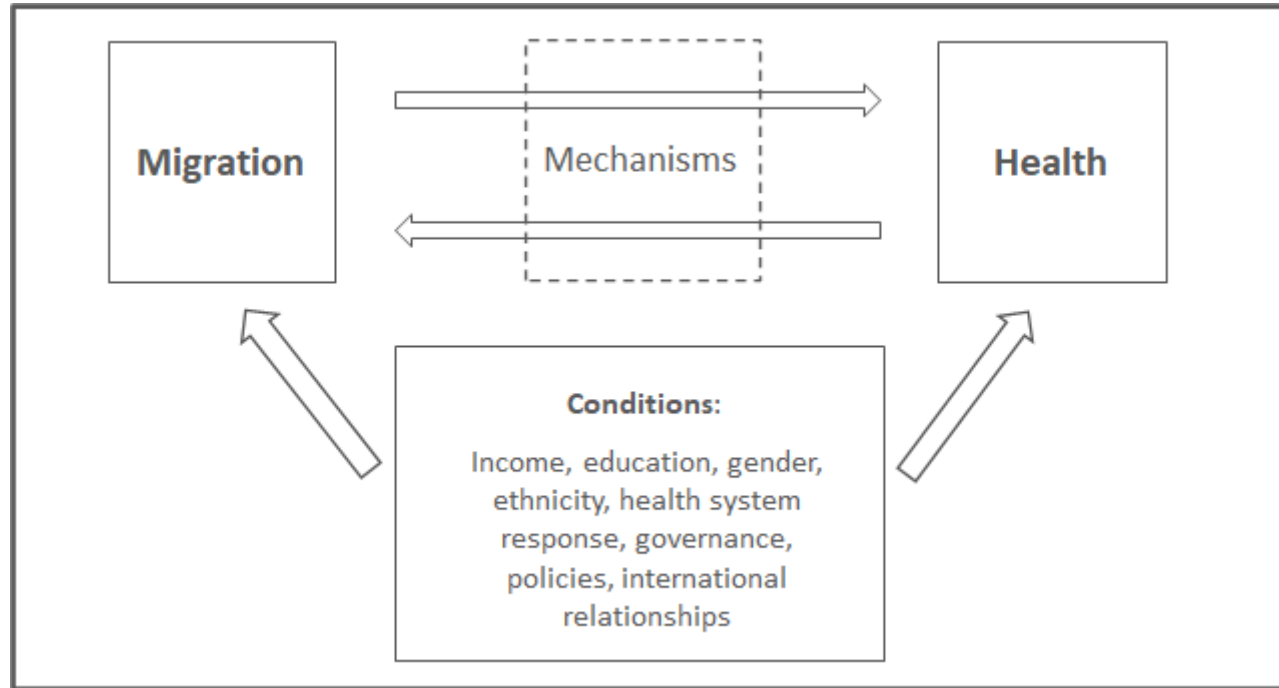 Migration
Mechanisms
Health
Conditions:
Income, education, gender,
ethnicity, health system
response, governance,
policies, international
relationships